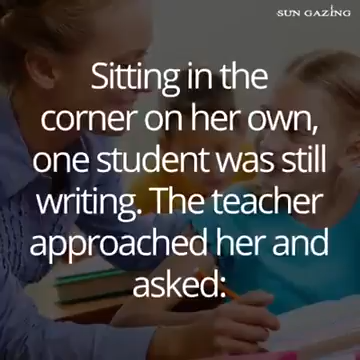 SUN GAZING
Sitting in the
corner on her own,
one student was still
writing. The teacher
approached her and
asked: